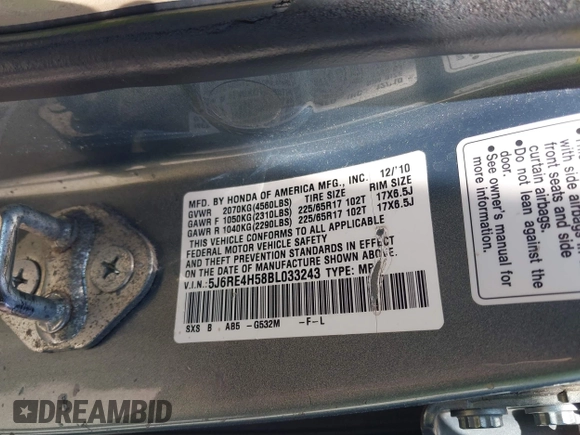 MFD. BY HONDA OF AMERICA MFG., INC. 12/'10
GVWR 2070KG(4560LBS) TIRE SIZE RIM SIZE
GAWR F 1050KG(2310LBS) 225/65R17 102T 17X6.5J
GAWR R 1040KG(2290LBS) 225/65R17 102T 17X6.5J
THIS VEHICLE CONFORMS TO ALL APPLICABLE
FEDERAL MOTOR VEHICLE SAFETY
AND THEFT PREVENTION STANDARDS IN EFFECT
ON THE DATE OF MANUFACTURE SHOWN ABOVE.
V.I.N.: 5J6RE4H58BL033243 TYPE: MP
SXS B AB5 -G532M -F-L
with side airbags
front seats and side
curtain airbags.
•Do not lean against the
door.
•See owner's manual for
more information.
DREAMBID